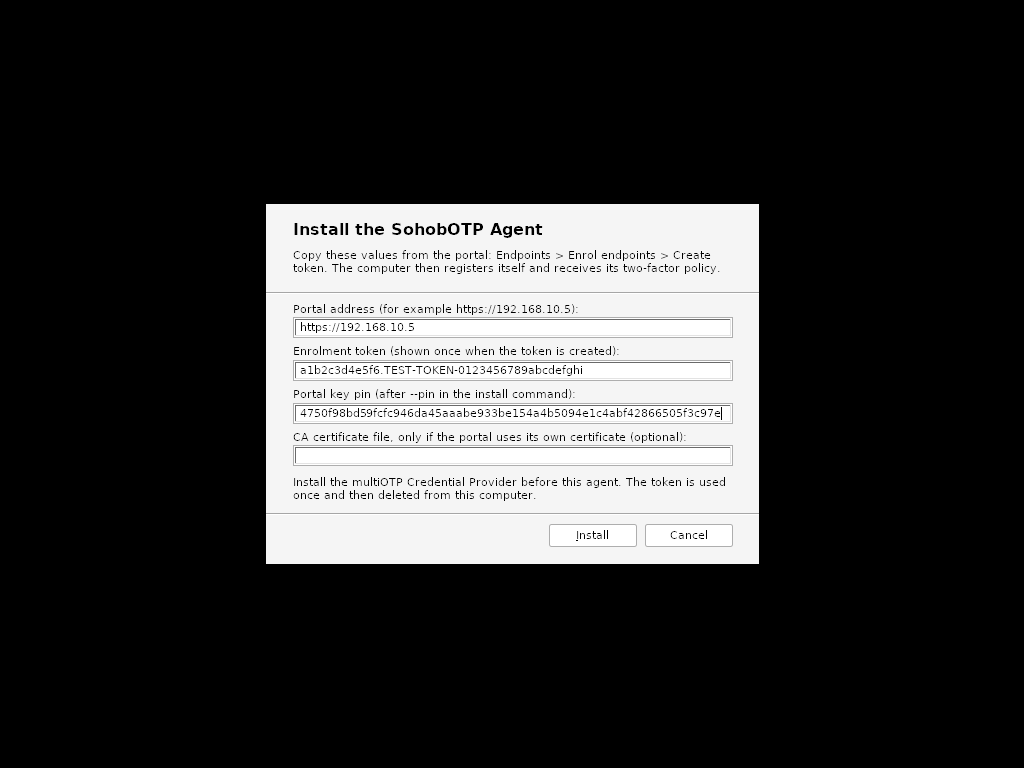 Install the SohobOTP Agent
Copy these values from the portal: Endpoints > Enrol endpoints > Create
token. The computer then registers itself and receives its two-factor policy.
Portal address (for example https://192.168.10.5):
https://192.168.10.5
Enrolment token (shown once when the token is created):
a1b2c3d4e5f6.TEST-TOKEN-0123456789abcdefghi
Portal key pin (after --pin in the install command):
4750f98bd59fcfc946da45aaabe933be154a4b5094e1c4abf42866505f3c97e
CA certificate file, only if the portal uses its own certificate (optional):
Install the multiOTP Credential Provider before this agent. The token is used
once and then deleted from this computer.
Install
Cancel